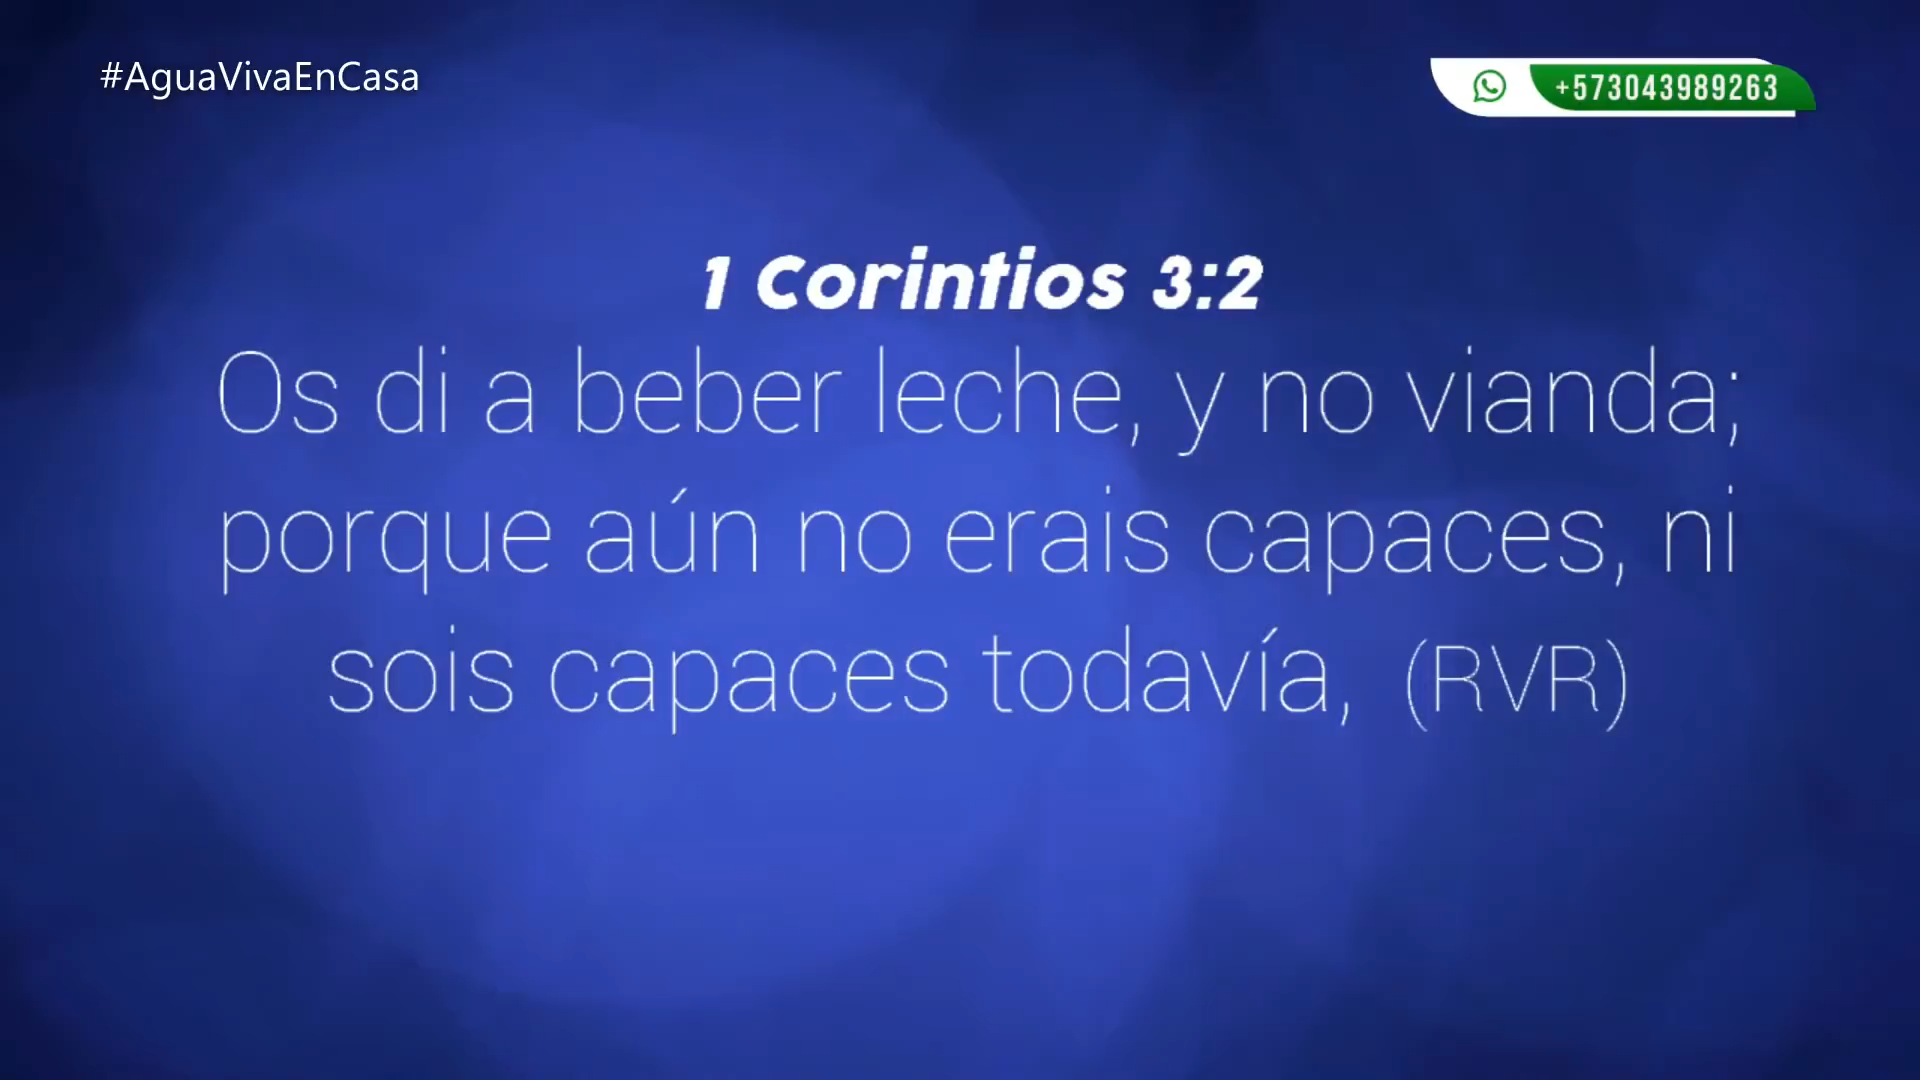 #AguaVivaEnCasa
+573043989263
1 Corintios 3:2
Os di a beber leche, y no vianda;
porque aún no erais capaces, ni
sois capaces todavía, (RVR)